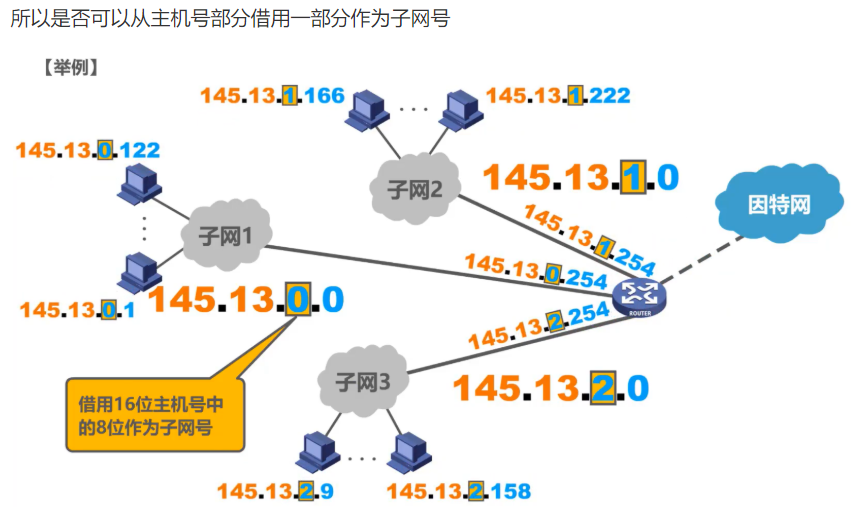 所以是否可以从主机号部分借用一部分作为子网号
【举例】
145.13.1.166
···
145.13.1.222
145.13.0.122
子网2
145.13.1.0
因特网
145.13.1.254
子网1
145.13.0.254
145.13.0.1
145.13.0.0
ROUTER
145.13.2.254
子网3
145.13.2.0
借用16位主机号中
的8位作为子网号
···
145.13.2.9
145.13.2.158